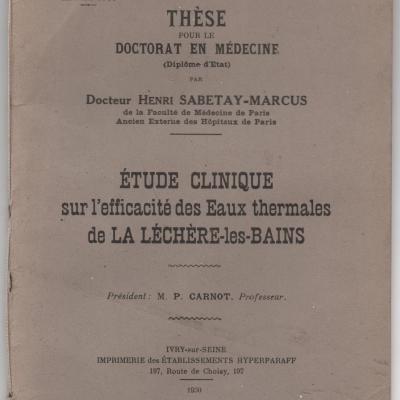 THÈSE
POUR LE
DOCTORAT EN MÉDECINE
(Diplôme d'Etat)
PAR
Docteur HENRI SABETAY-MARCUS
de la Faculté de Médecine de Paris
Ancien Externe des Hôpitaux de Paris
ÉTUDE CLINIQUE
sur l'efficacité des Eaux thermales
de LA LÉCHÈRE-les-BAINS
Président: M. P. CARNOT, Professeur.
IVRY-sur-SEINE
IMPRIMERIE des ÉTABLISSEMENTS HYPERPARAFF
197, Route de Choisy, 197
1930